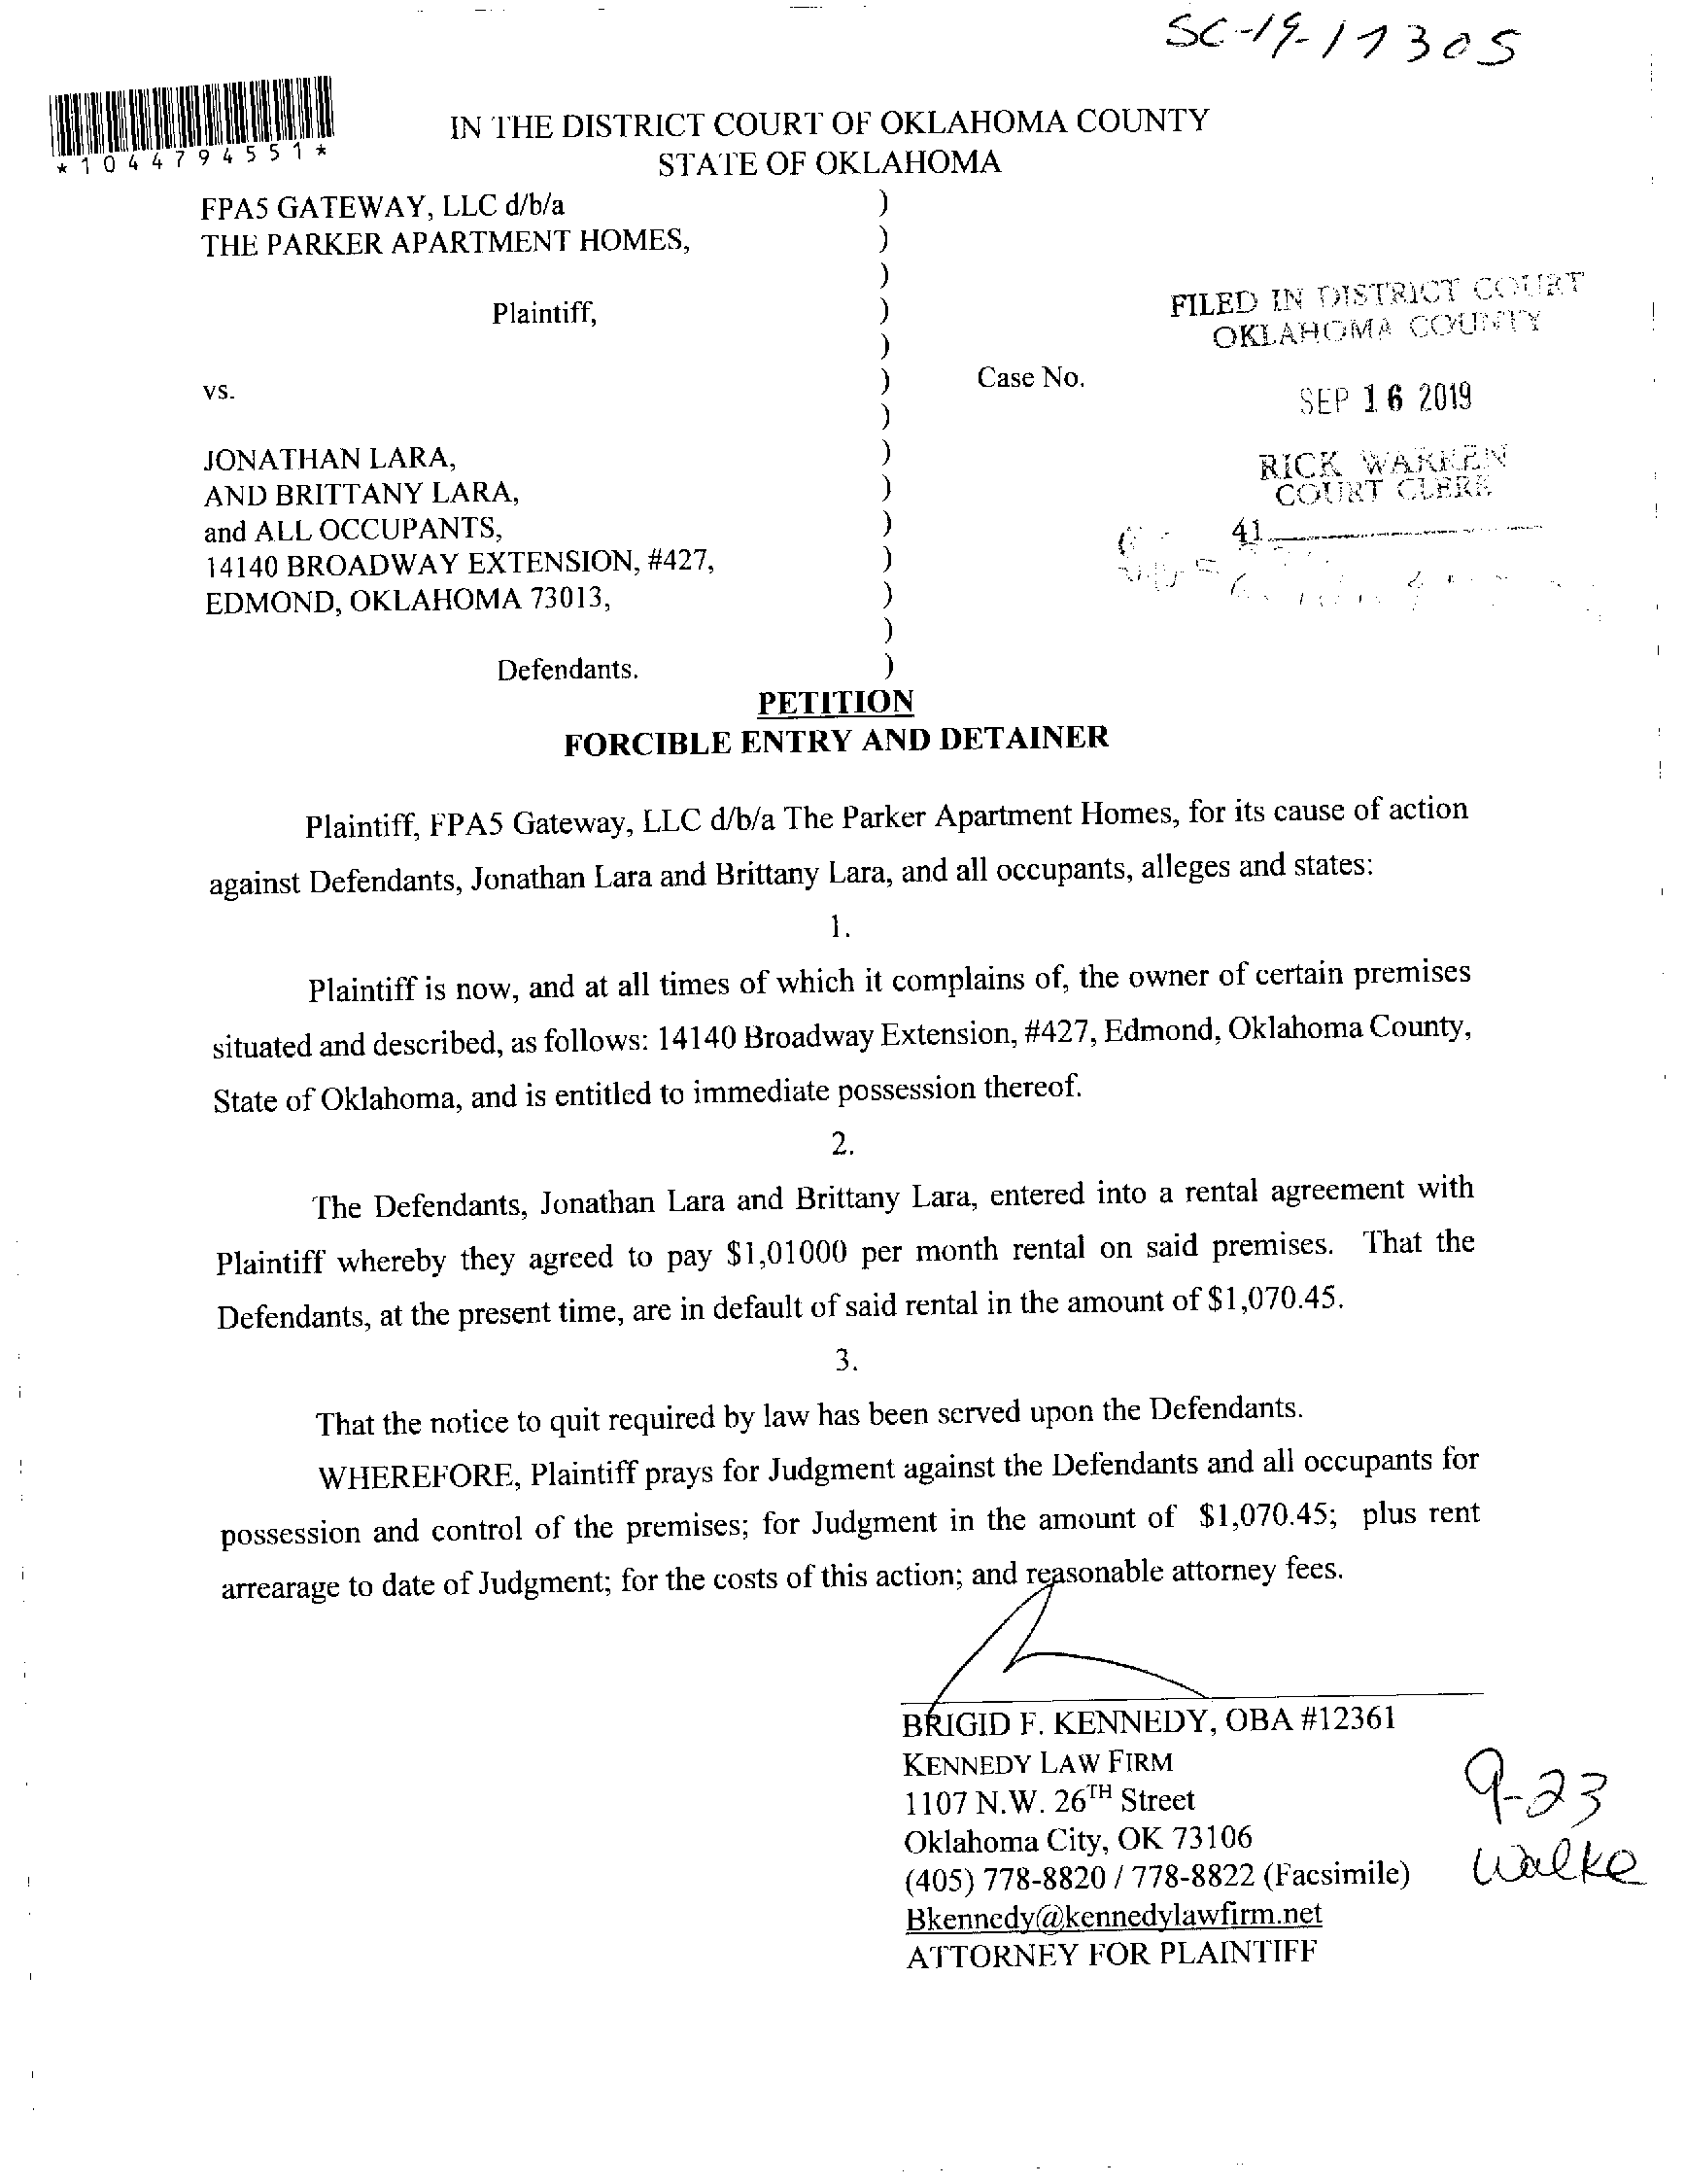 SC-19-17305
*1044794551*
IN THE DISTRICT COURT OF OKLAHOMA COUNTY
STATE OF OKLAHOMA
FPA5 GATEWAY, LLC d/b/a )
THE PARKER APARTMENT HOMES, )
)
Plaintiff, )
)
vs. ) Case No.
)
JONATHAN LARA, )
AND BRITTANY LARA, )
and ALL OCCUPANTS, )
14140 BROADWAY EXTENSION, #427, )
EDMOND, OKLAHOMA 73013, )
)
Defendants. )
FILED IN DISTRICT COURT
OKLAHOMA COUNTY
SEP 16 2019
RICK WARREN
COURT CLERK
41
PETITION
FORCIBLE ENTRY AND DETAINER
Plaintiff, FPA5 Gateway, LLC d/b/a The Parker Apartment Homes, for its cause of action
against Defendants, Jonathan Lara and Brittany Lara, and all occupants, alleges and states:
1.
Plaintiff is now, and at all times of which it complains of, the owner of certain premises
situated and described, as follows: 14140 Broadway Extension, #427, Edmond, Oklahoma County,
State of Oklahoma, and is entitled to immediate possession thereof.
2.
The Defendants, Jonathan Lara and Brittany Lara, entered into a rental agreement with
Plaintiff whereby they agreed to pay $1,01000 per month rental on said premises. That the
Defendants, at the present time, are in default of said rental in the amount of $1,070.45.
3.
That the notice to quit required by law has been served upon the Defendants.
WHEREFORE, Plaintiff prays for Judgment against the Defendants and all occupants for
possession and control of the premises; for Judgment in the amount of $1,070.45; plus rent
arrearage to date of Judgment; for the costs of this action; and reasonable attorney fees.
BRIGID F. KENNEDY, OBA #12361
KENNEDY LAW FIRM
1107 N.W. 26TH Street
Oklahoma City, OK 73106
(405) 778-8820 / 778-8822 (Facsimile)
Bkennedy@kennedylawfirm.net
ATTORNEY FOR PLAINTIFF
9-23
Walke